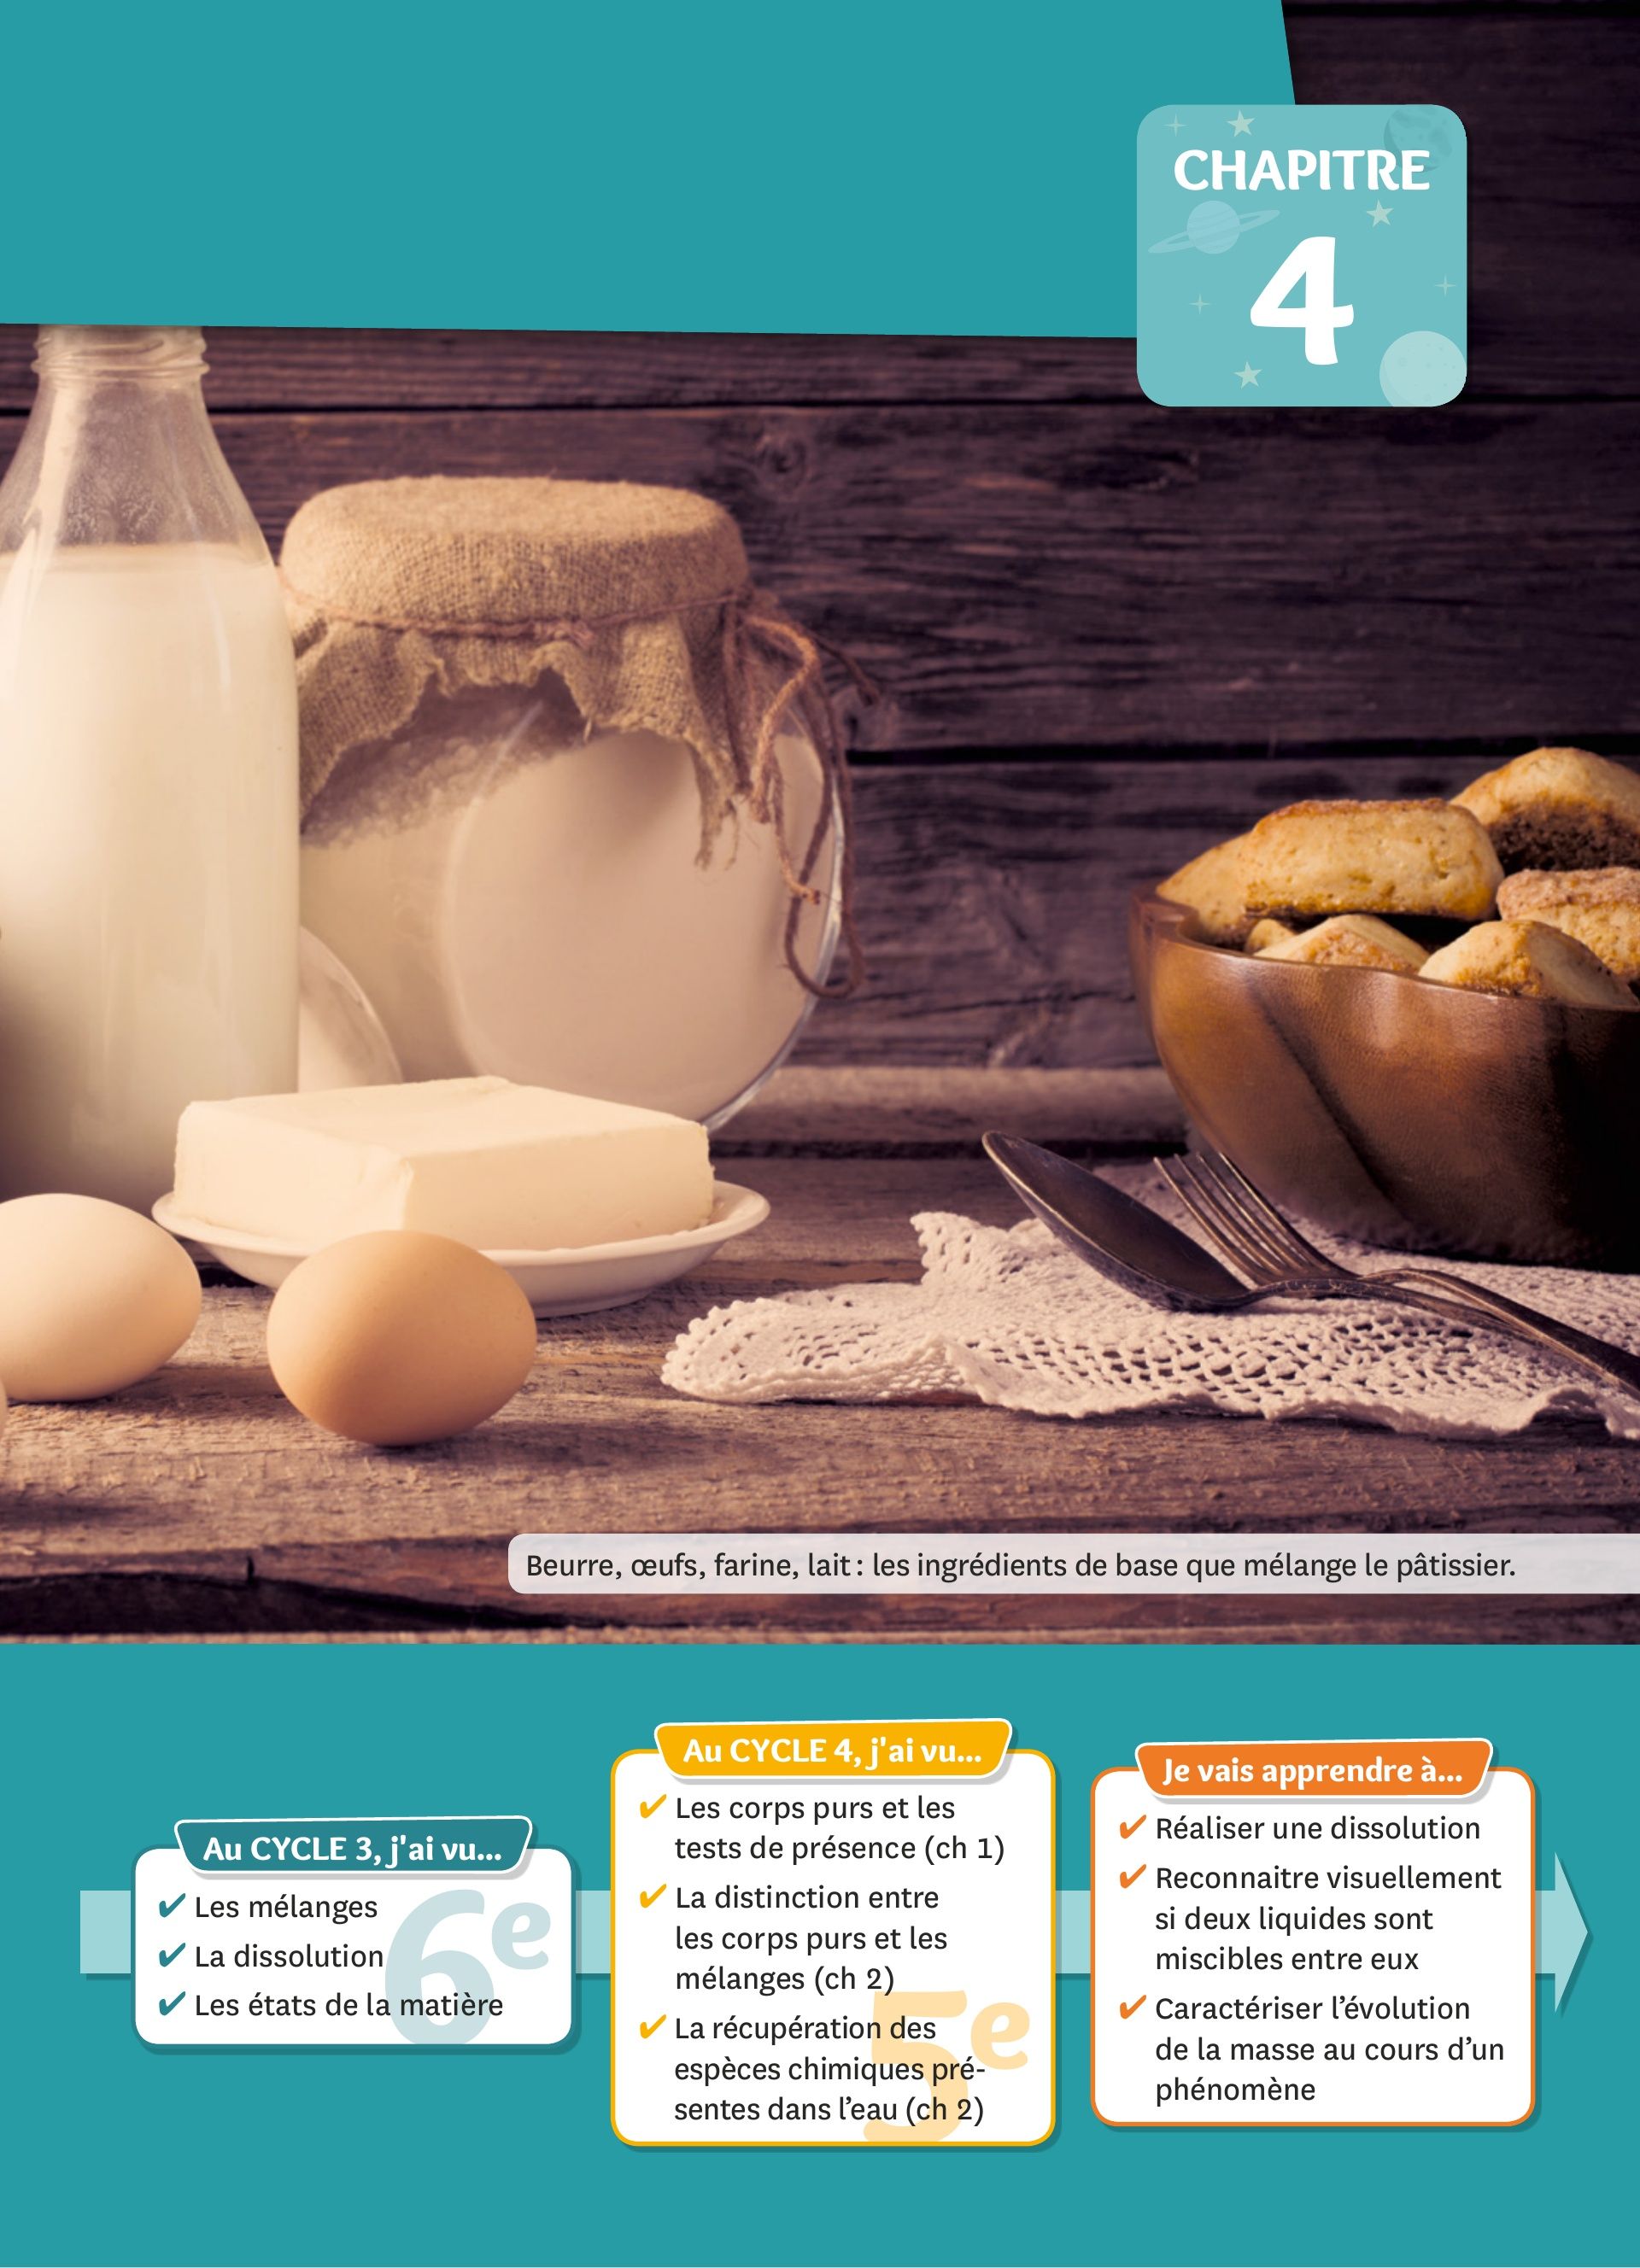 CHAPITRE
4
Beurre, œufs, farine, lait : les ingrédients de base que mélange le pâtissier.
Au CYCLE 3, j'ai vu...
✔ Les mélanges
✔ La dissolution
✔ Les états de la matière
6e
Au CYCLE 4, j'ai vu...
✔ Les corps purs et les
tests de présence (ch 1)
✔ La distinction entre
les corps purs et les
mélanges (ch 2)
✔ La récupération des
espèces chimiques pré-
sentes dans l’eau (ch 2)
5e
Je vais apprendre à...
✔ Réaliser une dissolution
✔ Reconnaitre visuellement
si deux liquides sont
miscibles entre eux
✔ Caractériser l’évolution
de la masse au cours d’un
phénomène